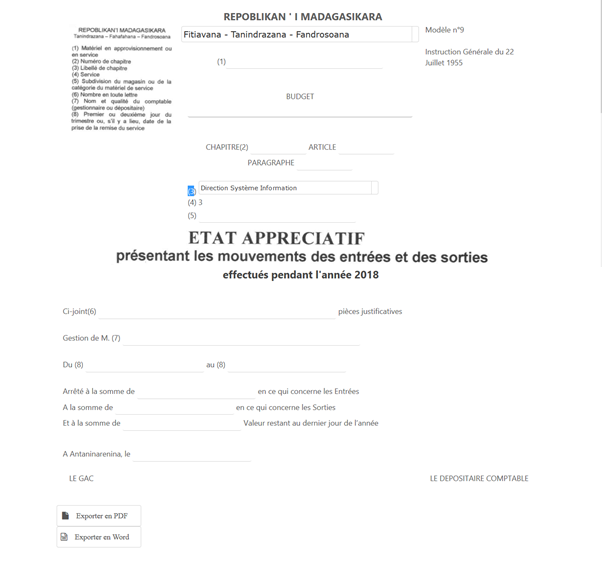 REPOBLIKAN ' I MADAGASIKARA
Fitiavana - Tanindrazana - Fandrosoana
Modèle n°9
Instruction Générale du 22
Juillet 1955
REPOBLIKAN'I MADAGASIKARA
Tanindrazana – Fahafahana – Fandrosoana
(1) Matériel en approvisionnement ou
en service
(2) Numéro de chapitre
(3) Libellé de chapitre
(4) Service
(5) Subdivision du magasin ou de la
catégorie du matériel de service
(6) Nombre en toute lettre
(7) Nom et qualité du comptable
(gestionnaire ou dépositaire)
(8) Premier ou deuxième jour du
trimestre ou, s'il y a lieu, date de la
prise de la remise du service
(1)
BUDGET
CHAPITRE(2) ARTICLE
PARAGRAPHE
(3) Direction Système Information
(4) 3
(5)
ETAT APPRECIATIF
présentant les mouvements des entrées et des sorties
effectués pendant l'année 2018
Ci-joint(6) pièces justificatives
Gestion de M. (7)
Du (8) au (8)
Arrêté à la somme de en ce qui concerne les Entrées
A la somme de en ce qui concerne les Sorties
Et à la somme de Valeur restant au dernier jour de l'année
A Antaninarenina, le
LE GAC LE DEPOSITAIRE COMPTABLE
Exporter en PDF
Exporter en Word